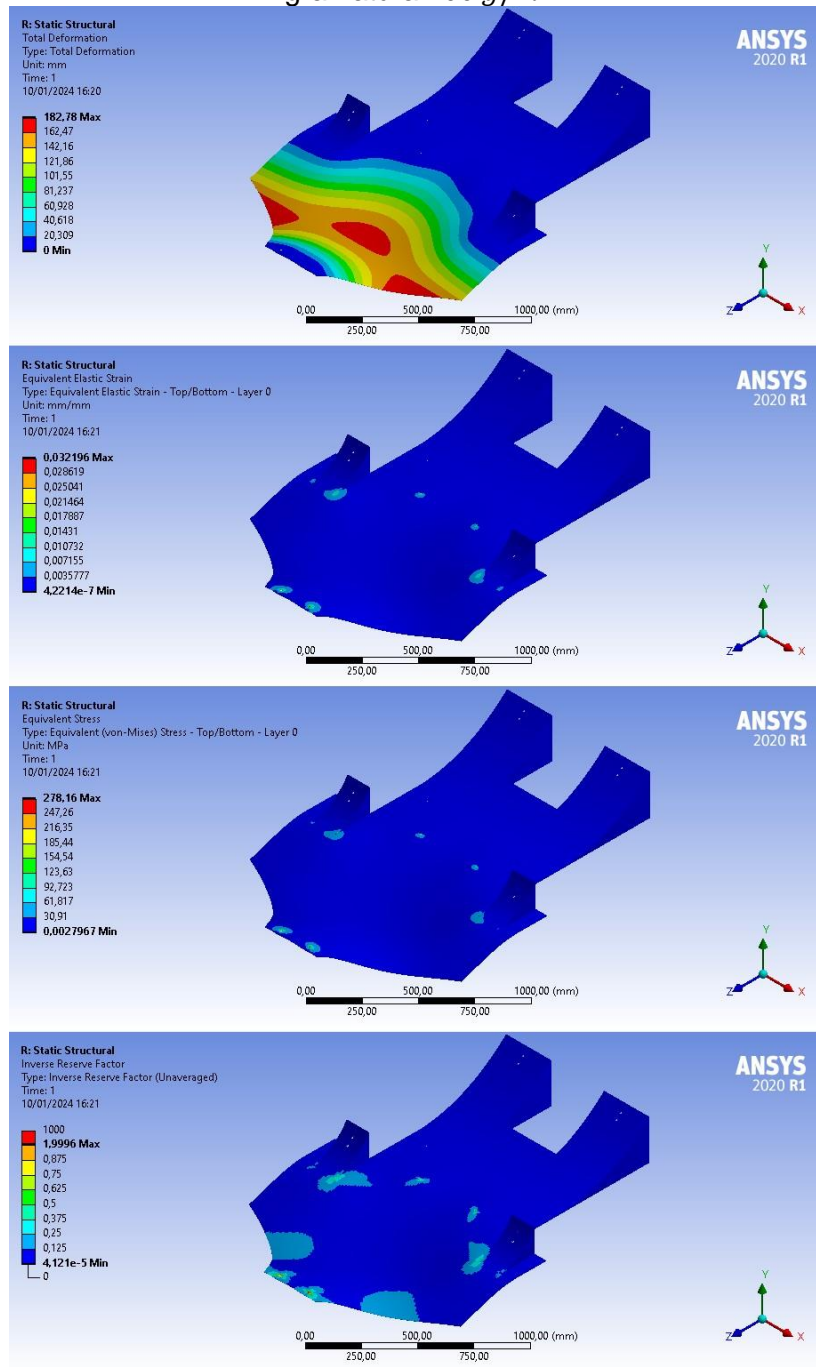 R: Static Structural
Total Deformation
Type: Total Deformation
Unit: mm
Time: 1
10/01/2024 16:20
182,78 Max
162,47
142,16
121,86
101,55
81,237
60,928
40,618
20,309
0 Min
ANSYS
2020 R1
0,00 500,00 1000,00 (mm)
250,00 750,00
Y
Z X
R: Static Structural
Equivalent Elastic Strain
Type: Equivalent Elastic Strain - Top/Bottom - Layer 0
Unit: mm/mm
Time: 1
10/01/2024 16:21
0,032196 Max
0,028619
0,025041
0,021464
0,017887
0,01431
0,010732
0,007155
0,0035777
4,2214e-7 Min
ANSYS
2020 R1
0,00 500,00 1000,00 (mm)
250,00 750,00
Y
Z X
R: Static Structural
Equivalent Stress
Type: Equivalent (von-Mises) Stress - Top/Bottom - Layer 0
Unit: MPa
Time: 1
10/01/2024 16:21
278,16 Max
247,26
216,35
185,44
154,54
123,63
92,723
61,817
30,91
0,0027967 Min
ANSYS
2020 R1
0,00 500,00 1000,00 (mm)
250,00 750,00
Y
Z X
R: Static Structural
Inverse Reserve Factor
Type: Inverse Reserve Factor (Unaveraged)
Time: 1
10/01/2024 16:21
1000
1,9996 Max
0,875
0,75
0,625
0,5
0,375
0,25
0,125
4,121e-5 Min
0
ANSYS
2020 R1
0,00 500,00 1000,00 (mm)
250,00 750,00
Y
Z X